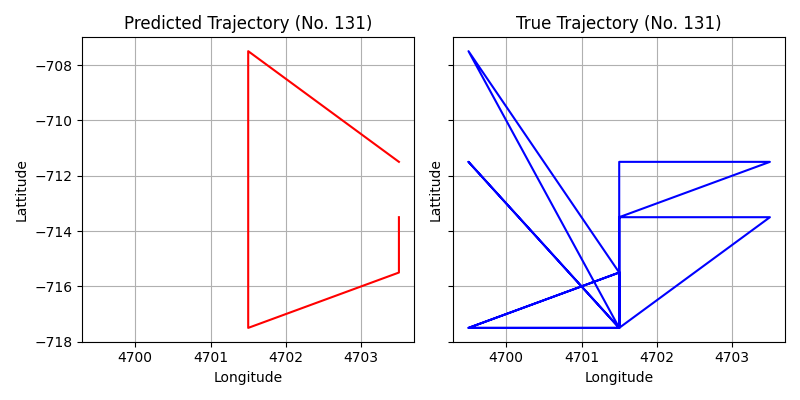 Predicted Trajectory (No. 131)
True Trajectory (No. 131)
−708
−710
−712
−714
−716
−718
Lattitude
Lattitude
4700 4701 4702 4703
4700 4701 4702 4703
Longitude
Longitude